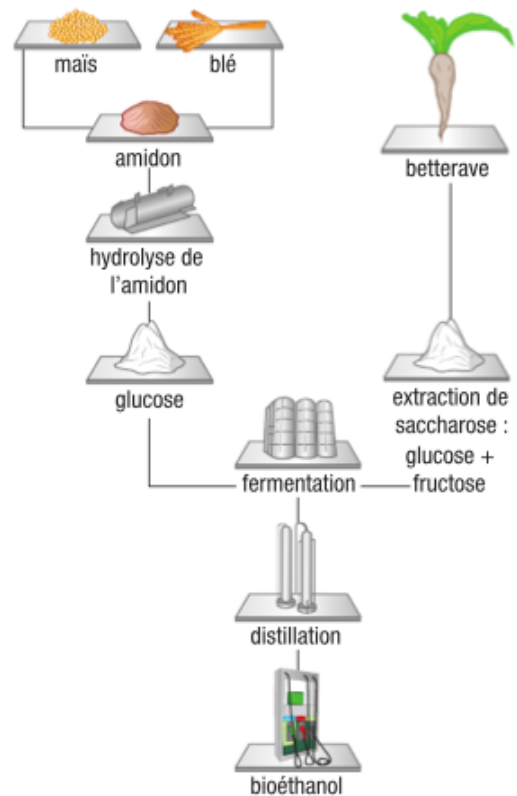 maïs
blé
amidon
betterave
hydrolyse de
l'amidon
glucose
extraction de
saccharose :
glucose +
fructose
fermentation
distillation
bioéthanol